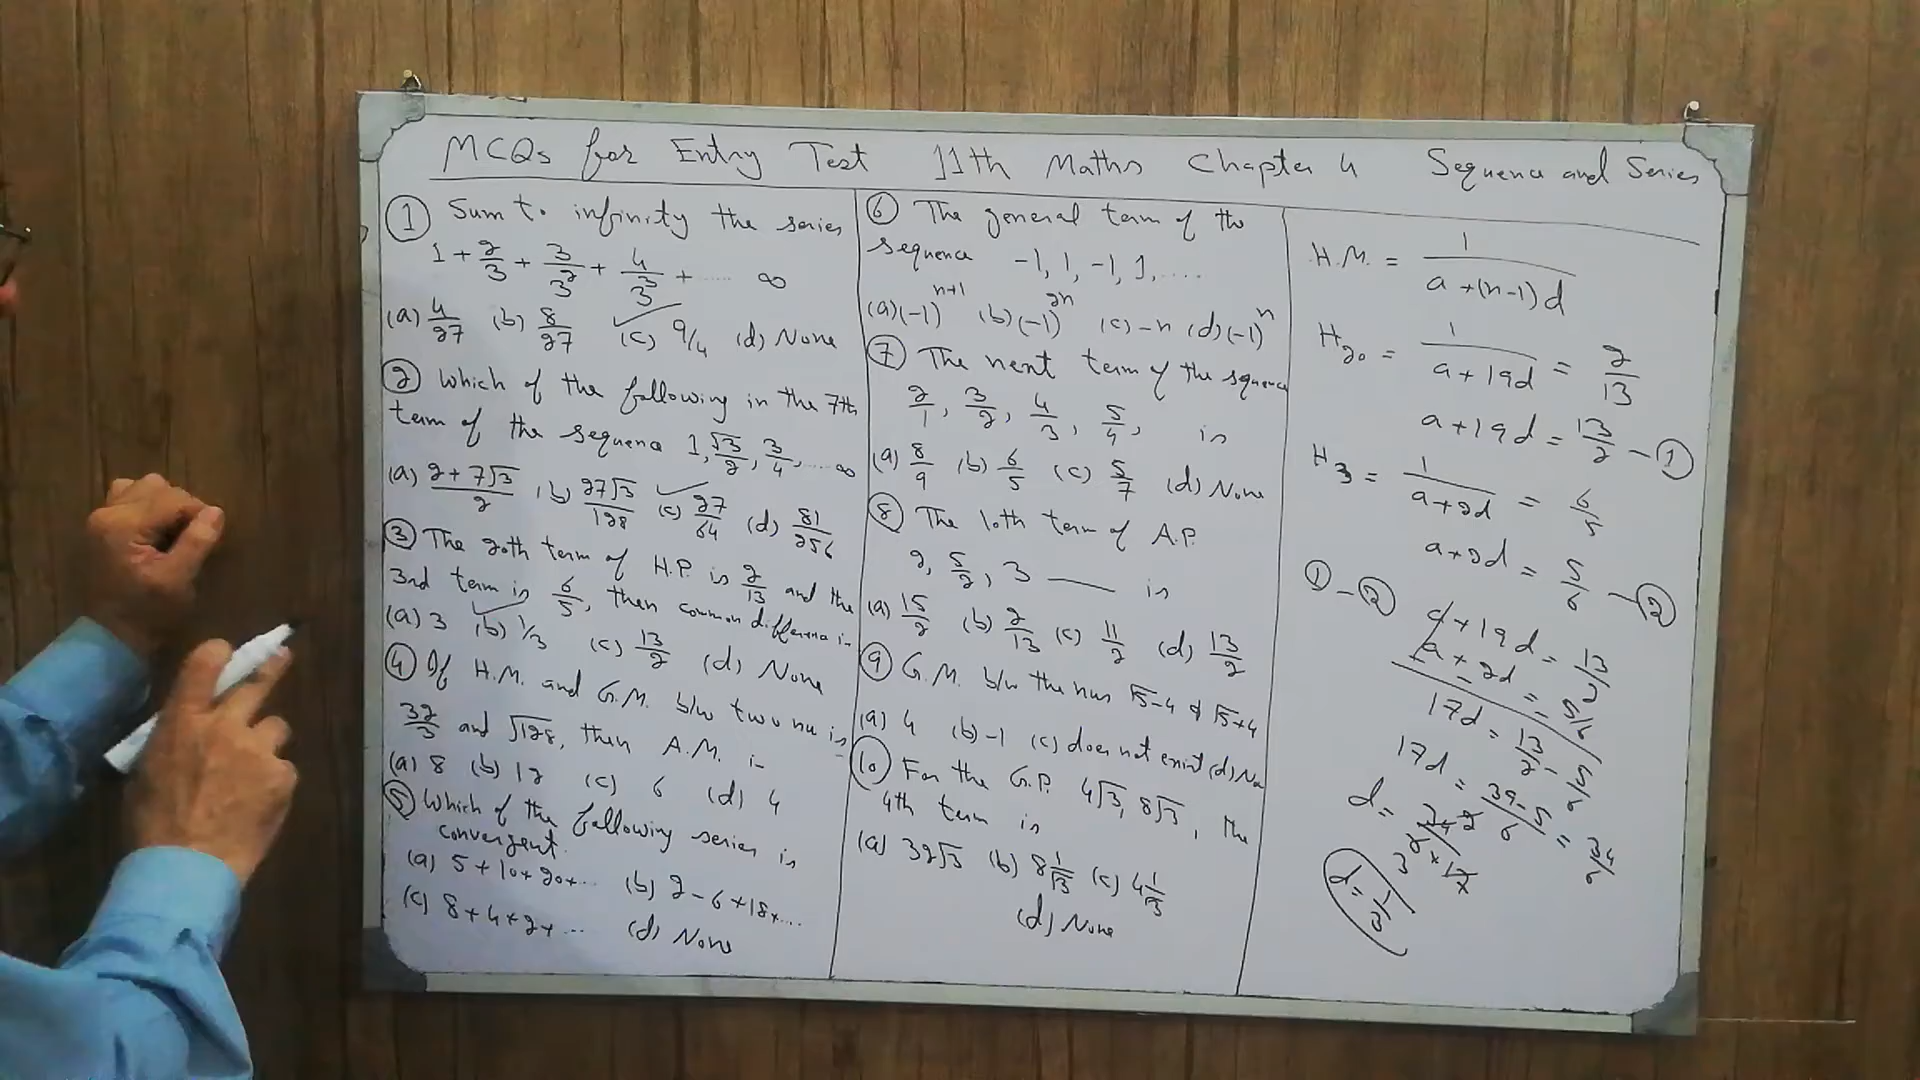 MCQs for Entry Test 11th Maths Chapter 4 Sequence and Series
① Sum to infinity the series
1 + 2/3 + 3/3² + 4/3³ + ...... ∞
(a) 4/27 (b) 8/27 ✓(c) 9/4 (d) None
② Which of the following in the 7th
term of the sequence 1, √3/2, 3/4, ..... ∞
(a) (2+7√3)/2 (b) 27√3/128 ✓(c) 27/64 (d) 81/256
③ The 20th term of H.P. is 2/13 and the
3rd term is 6/5, then common difference is
(a) 3 ✓(b) 1/3 (c) 13/2 (d) None
④ If H.M. and G.M. b/w two nu is
32/3 and √128, then A.M. is
(a) 8 (b) 12 (c) 6 (d) 4
⑤ Which of the following series is
convergent.
(a) 5+10+20+... (b) 2-6+18+....
(c) 8+4+2+... (d) None
⑥ The general term of the
sequence -1, 1, -1, 1, .....
(a) (-1)^n+1 (b) (-1)^2n (c) -n (d) (-1)^n
⑦ The next term of the sequence
2/1, 3/2, 4/3, 5/4, is
(a) 8/9 (b) 6/5 (c) 5/7 (d) None
⑧ The 10th term of A.P.
2, 5/2, 3 —— is
(a) 15/2 (b) 2/13 (c) 11/2 (d) 13/2
⑨ G.M. b/w the nus √5-4 & √5+4
(a) 4 (b) -1 (c) does not exist (d) No
⑩ For the G.P. 4√3, 8√3, the
4th term is
(a) 32√3 (b) 8 1/√3 (c) 4 1/√3
(d) None
H.M. = 1/(a+(n-1)d)
H20 = 1/(a+19d) = 2/13
a+19d = 13/2 — ①
H3 = 1/(a+2d) = 6/5
a+2d = 5/6 — ②
① - ②
a+19d = 13/2
a+2d = 5/6
17d = 13/2 - 5/6
17d = (39-5)/6 = 34/6
d = 34/(6×17)
d = 1/3